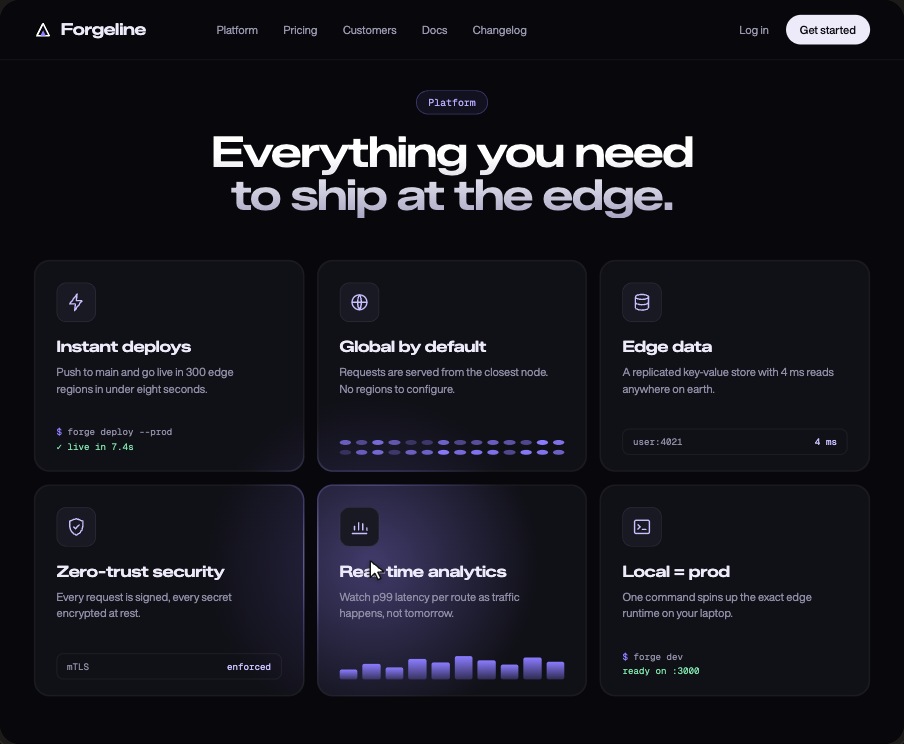 Forgeline
Platform
Pricing
Customers
Docs
Changelog
Log in
Get started
Platform
Everything you need
to ship at the edge.
Instant deploys
Push to main and go live in 300 edge
regions in under eight seconds.
$ forge deploy --prod
✓ live in 7.4s
Global by default
Requests are served from the closest node.
No regions to configure.
Edge data
A replicated key-value store with 4 ms reads
anywhere on earth.
user:4021
4 ms
Zero-trust security
Every request is signed, every secret
encrypted at rest.
mTLS
enforced
Real-time analytics
Watch p99 latency per route as traffic
happens, not tomorrow.
Local = prod
One command spins up the exact edge
runtime on your laptop.
$ forge dev
ready on :3000